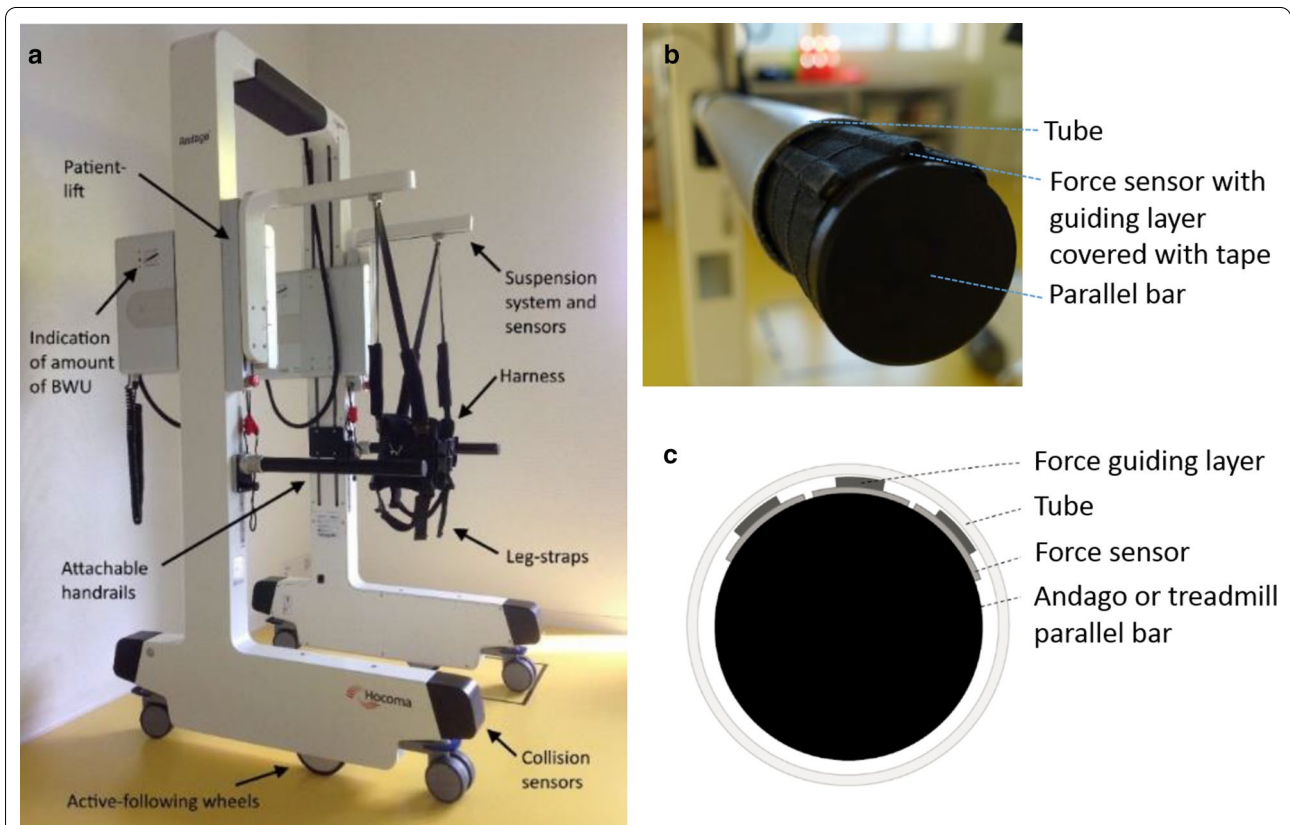 a
Andago
Patient-
lift
Indication
of amount
of BWU
Suspension
system and
sensors
Harness
Attachable
handrails
Leg-straps
Hocoma
Collision
sensors
Active-following wheels
b
Tube
Force sensor with
guiding layer
covered with tape
Parallel bar
c
Force guiding layer
Tube
Force sensor
Andago or treadmill
parallel bar